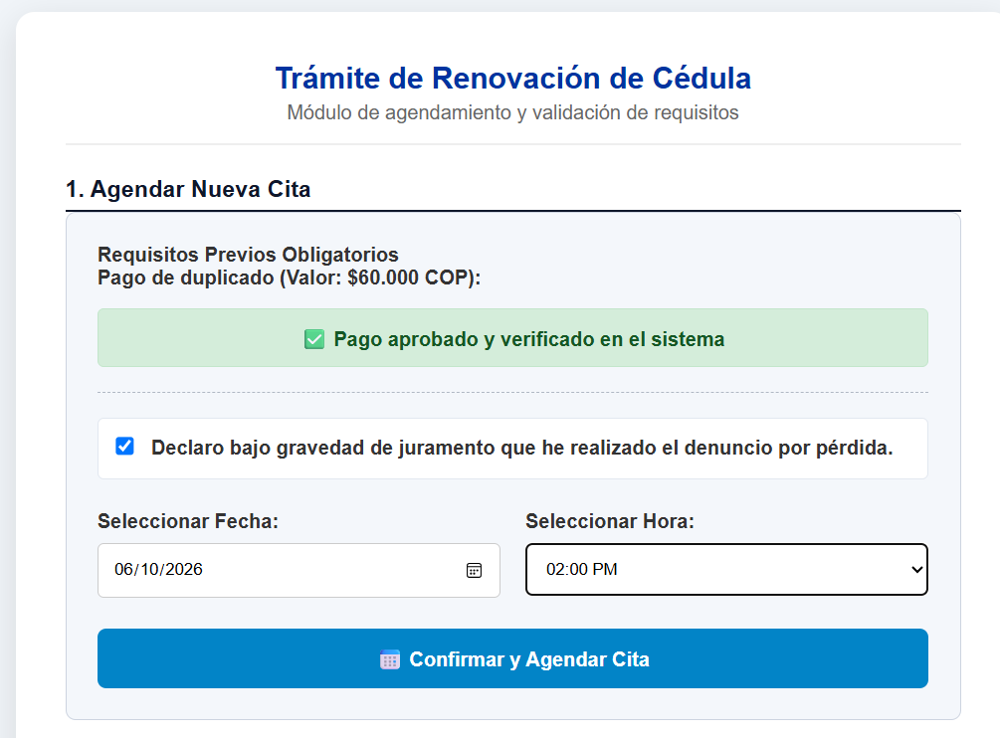 Trámite de Renovación de Cédula
Módulo de agendamiento y validación de requisitos
1. Agendar Nueva Cita
Requisitos Previos Obligatorios
Pago de duplicado (Valor: $60.000 COP):
✅ Pago aprobado y verificado en el sistema
Declaro bajo gravedad de juramento que he realizado el denuncio por pérdida.
Seleccionar Fecha: Seleccionar Hora:
06/10/2026 02:00 PM
Confirmar y Agendar Cita